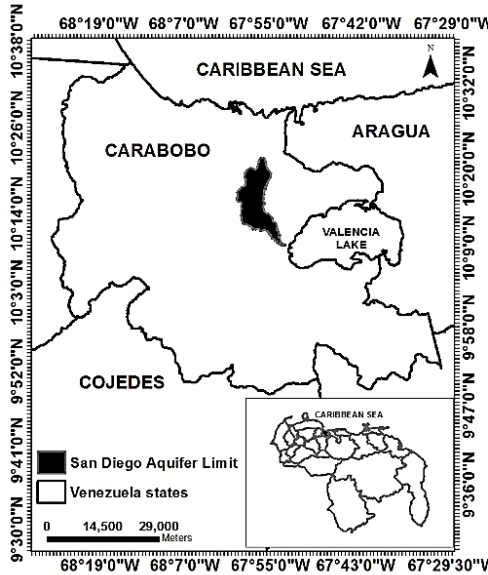 68°19'0"W 68°7'0"W 67°55'0"W 67°42'0"W 67°29'0"W
10°38'0"N
10°26'0"N
10°14'0"N
10°3'0"N
9°52'0"N
9°41'0"N
9°30'0"N
N
CARIBBEAN SEA
ARAGUA
CARABOBO
VALENCIA
LAKE
COJEDES
CARIBBEAN SEA
San Diego Aquifer Limit
Venezuela states
0 14,500 29,000
Meters
10°32'0"N
10°20'0"N
10°9'0"N
9°58'0"N
9°47'0"N
9°36'0"N
68°19'0"W 68°7'0"W 67°55'0"W 67°43'0"W 67°29'0"W